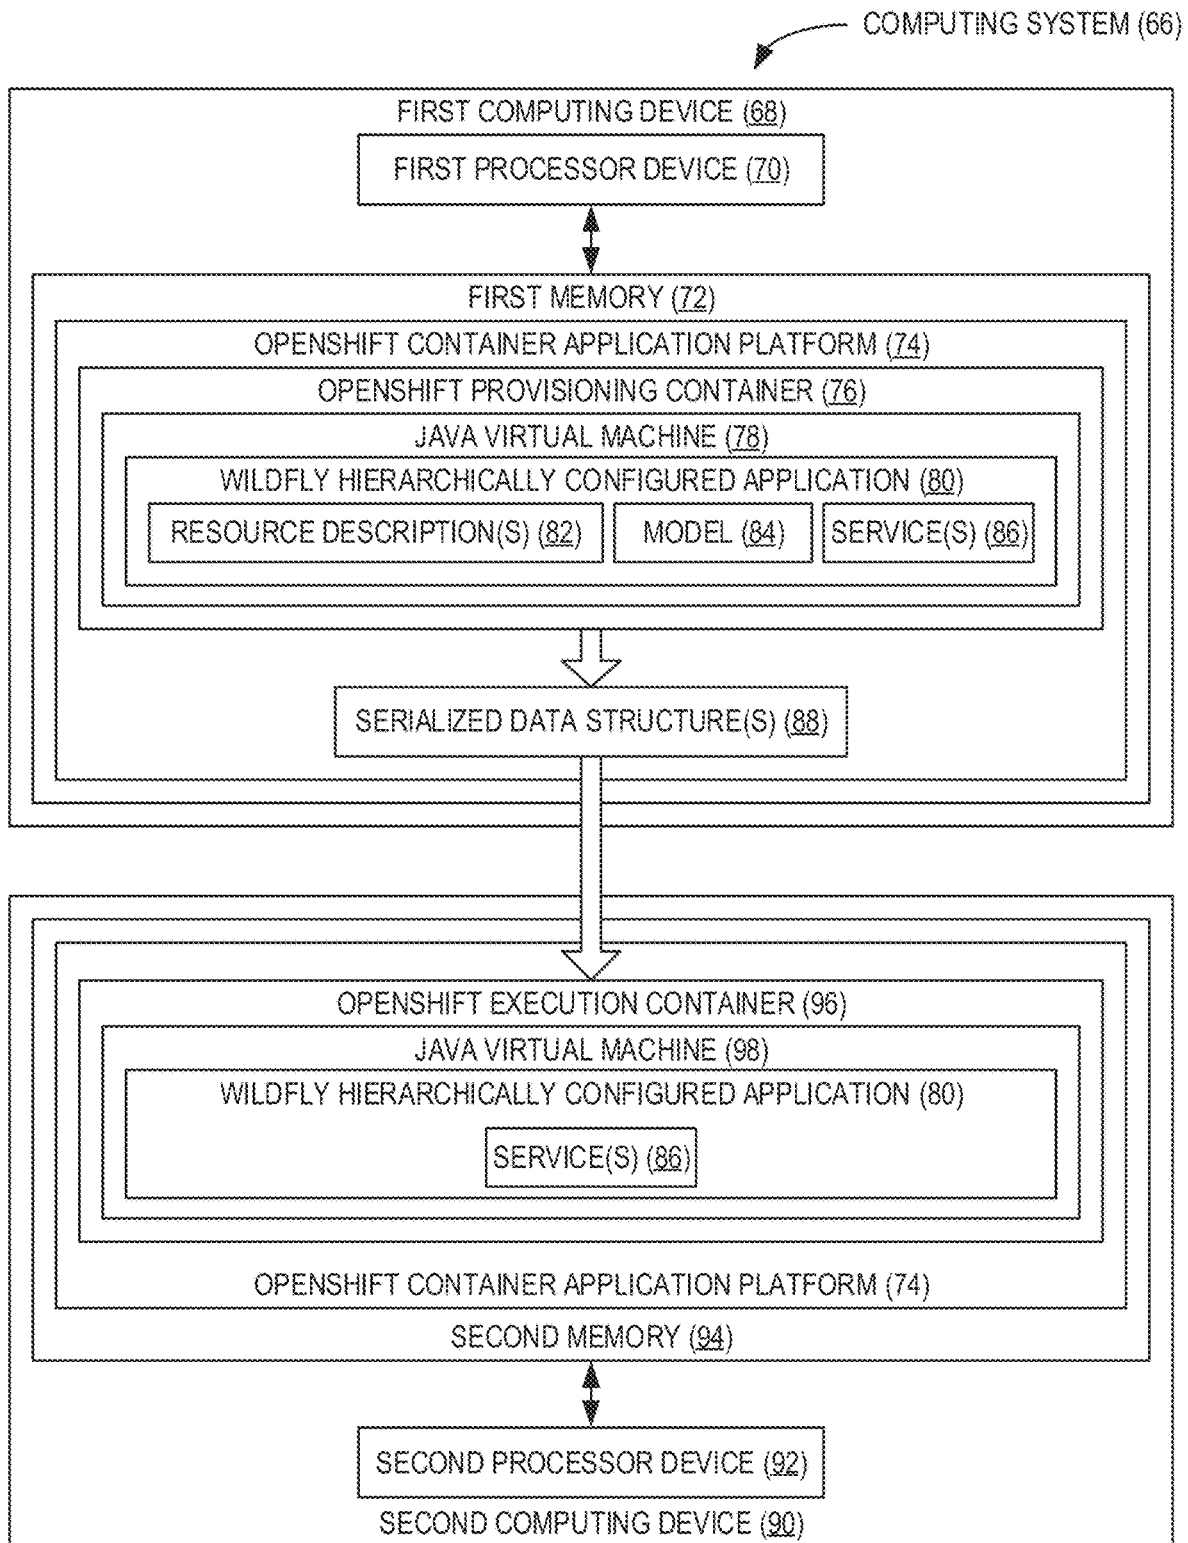 COMPUTING SYSTEM (66)
FIRST COMPUTING DEVICE (68)
FIRST PROCESSOR DEVICE (70)
FIRST MEMORY (72)
OPENSHIFT CONTAINER APPLICATION PLATFORM (74)
OPENSHIFT PROVISIONING CONTAINER (76)
JAVA VIRTUAL MACHINE (78)
WILDFLY HIERARCHICALLY CONFIGURED APPLICATION (80)
RESOURCE DESCRIPTION(S) (82) MODEL (84) SERVICE(S) (86)
SERIALIZED DATA STRUCTURE(S) (88)
OPENSHIFT EXECUTION CONTAINER (96)
JAVA VIRTUAL MACHINE (98)
WILDFLY HIERARCHICALLY CONFIGURED APPLICATION (80)
SERVICE(S) (86)
OPENSHIFT CONTAINER APPLICATION PLATFORM (74)
SECOND MEMORY (94)
SECOND PROCESSOR DEVICE (92)
SECOND COMPUTING DEVICE (90)